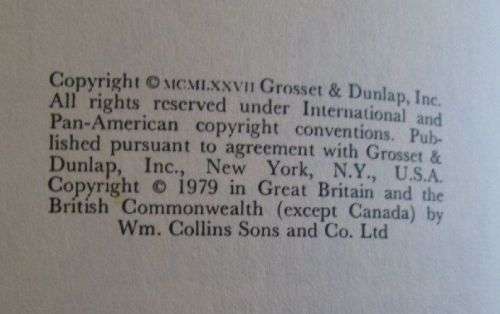 Copyright © MCMLXXVII Grosset & Dunlap, Inc.
All rights reserved under International and
Pan-American copyright conventions. Pub-
lished pursuant to agreement with Grosset &
Dunlap, Inc., New York, N.Y., U.S.A.
Copyright © 1979 in Great Britain and the
British Commonwealth (except Canada) by
Wm. Collins Sons and Co. Ltd